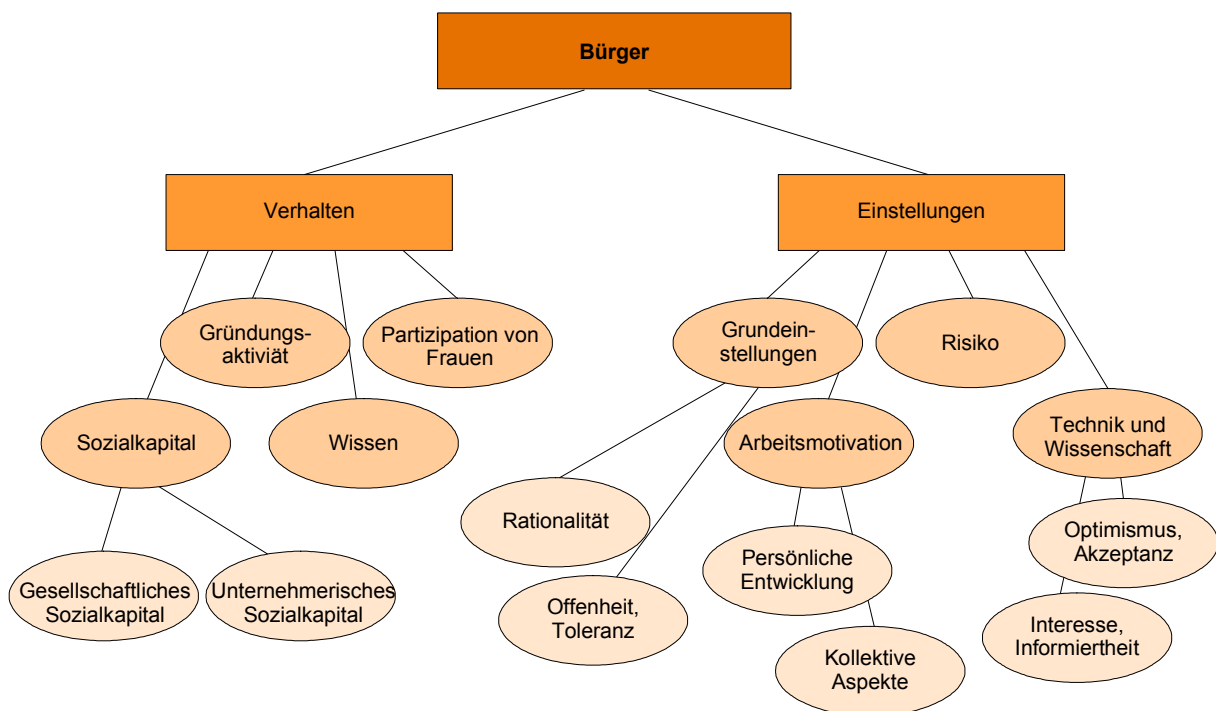 Bürger
Verhalten
Einstellungen
Gründungs-
aktiviät
Partizipation von
Frauen
Grundein-
stellungen
Risiko
Sozialkapital
Wissen
Arbeitsmotivation
Technik und
Wissenschaft
Rationalität
Optimismus,
Akzeptanz
Persönliche
Entwicklung
Gesellschaftliches
Sozialkapital
Unternehmerisches
Sozialkapital
Offenheit,
Toleranz
Interesse,
Informiertheit
Kollektive
Aspekte